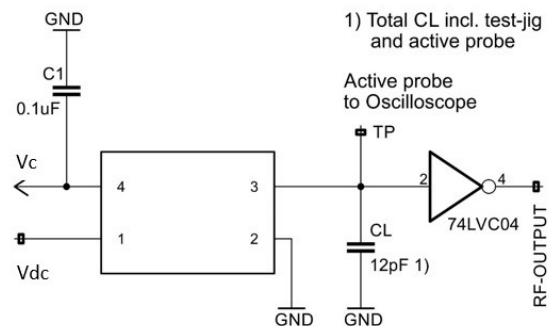 GND
1) Total CL incl. test-jig
and active probe
C1
0.1uF
Active probe
to Oscilloscope
TP
Vc
4
3
2
4
74LVC04
1
2
Vdc
CL
12pF 1)
GND
GND
RF-OUTPUT